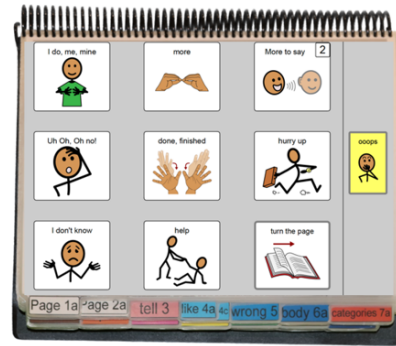 I do, me, mine
more
More to say
2
Uh Oh, Oh no!
done, finished
hurry up
ooops
I don't know
help
turn the page
Page 1a
Page 2a
tell 3
like 4a
4c
wrong 5
body 6a
categories 7a